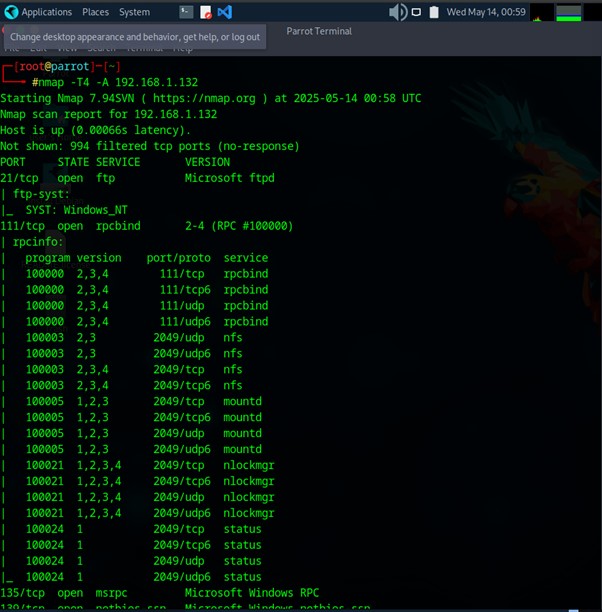 Applications Places System Wed May 14, 00:59
Change desktop appearance and behavior, get help, or log out
Parrot Terminal
File Edit View Search Terminal Help
[root@parrot]─[~]
#nmap -T4 -A 192.168.1.132
Starting Nmap 7.94SVN ( https://nmap.org ) at 2025-05-14 00:58 UTC
Nmap scan report for 192.168.1.132
Host is up (0.00066s latency).
Not shown: 994 filtered tcp ports (no-response)
PORT STATE SERVICE VERSION
21/tcp open ftp Microsoft ftpd
| ftp-syst:
|_ SYST: Windows_NT
111/tcp open rpcbind 2-4 (RPC #100000)
| rpcinfo:
| program version port/proto service
| 100000 2,3,4 111/tcp rpcbind
| 100000 2,3,4 111/tcp6 rpcbind
| 100000 2,3,4 111/udp rpcbind
| 100000 2,3,4 111/udp6 rpcbind
| 100003 2,3 2049/udp nfs
| 100003 2,3 2049/udp6 nfs
| 100003 2,3,4 2049/tcp nfs
| 100003 2,3,4 2049/tcp6 nfs
| 100005 1,2,3 2049/tcp mountd
| 100005 1,2,3 2049/tcp6 mountd
| 100005 1,2,3 2049/udp mountd
| 100005 1,2,3 2049/udp6 mountd
| 100021 1,2,3,4 2049/tcp nlockmgr
| 100021 1,2,3,4 2049/tcp6 nlockmgr
| 100021 1,2,3,4 2049/udp nlockmgr
| 100021 1,2,3,4 2049/udp6 nlockmgr
| 100024 1 2049/tcp status
| 100024 1 2049/tcp6 status
| 100024 1 2049/udp status
|_ 100024 1 2049/udp6 status
135/tcp open msrpc Microsoft Windows RPC
139/tcp open netbios-ssn Microsoft Windows netbios-ssn